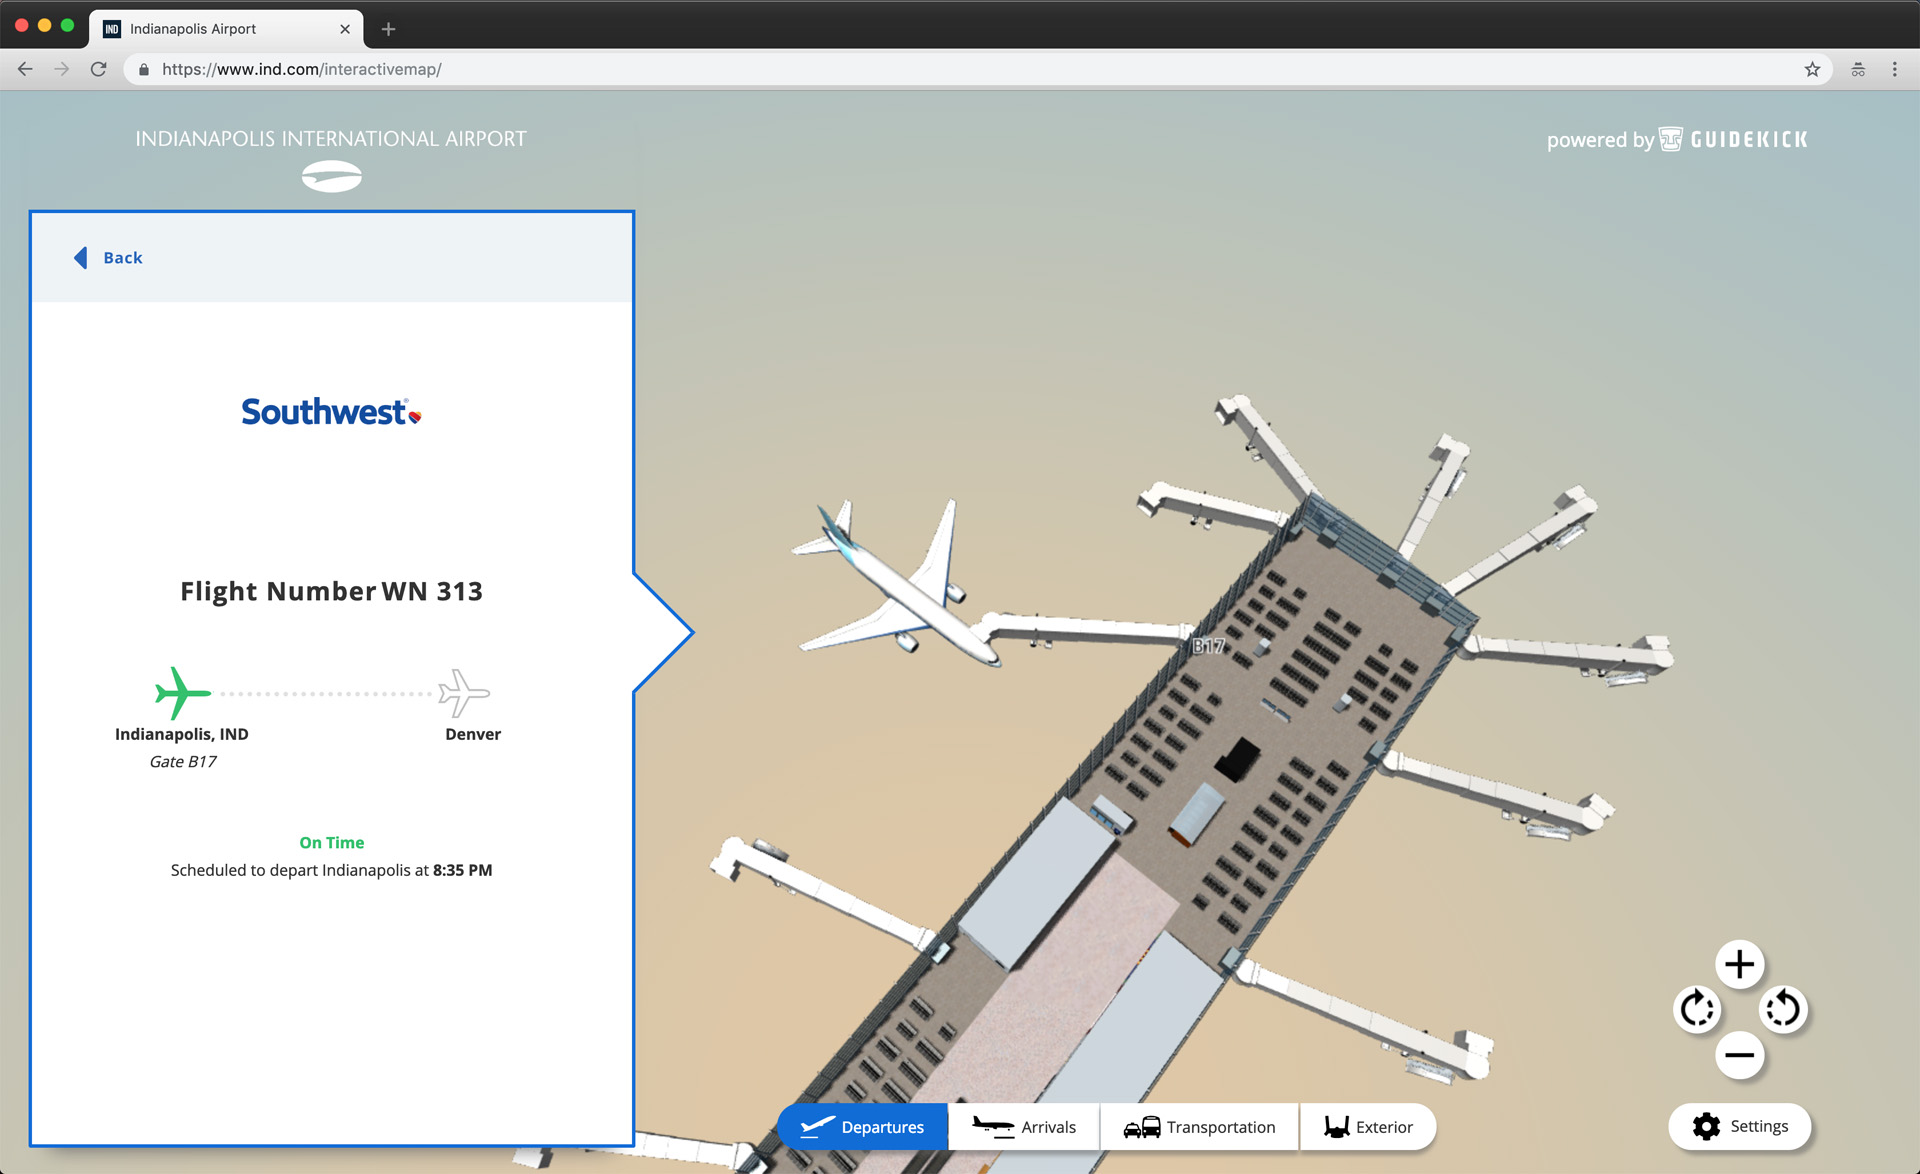 IND Indianapolis Airport
https://www.ind.com/interactivemap/
INDIANAPOLIS INTERNATIONAL AIRPORT
powered by GUIDEKICK
Back
Southwest
Flight Number WN 313
Indianapolis, IND
Denver
Gate B17
On Time
Scheduled to depart Indianapolis at 8:35 PM
B17
Departures
Arrivals
Transportation
Exterior
Settings